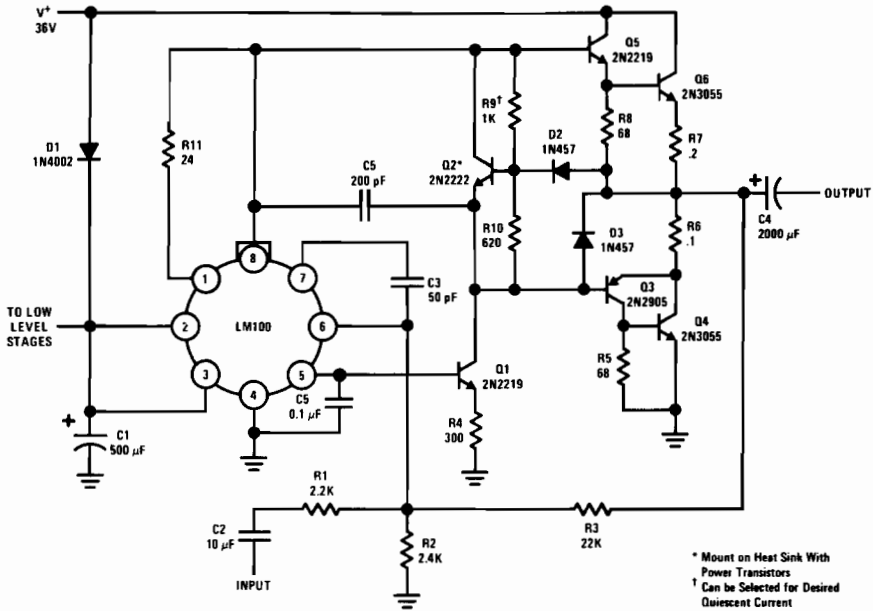 V+
36V
Q5
2N2219
Q6
2N3055
R9†
1K
R8
68
R7
.2
D1
1N4002
R11
24
Q2*
2N2222
D2
1N457
C5
200 pF
+
C4
2000 µF
OUTPUT
R10
620
D3
1N457
R6
.1
8
1
7
C3
50 pF
Q3
2N2905
TO LOW
LEVEL
STAGES
2
LM100
6
Q4
2N3055
3
5
4
Q1
2N2219
R5
68
C5
0.1 µF
+
C1
500 µF
R4
300
R1
2.2K
C2
10 µF
R2
2.4K
R3
22K
INPUT
* Mount on Heat Sink With
Power Transistors
† Can be Selected for Desired
Quiescent Current